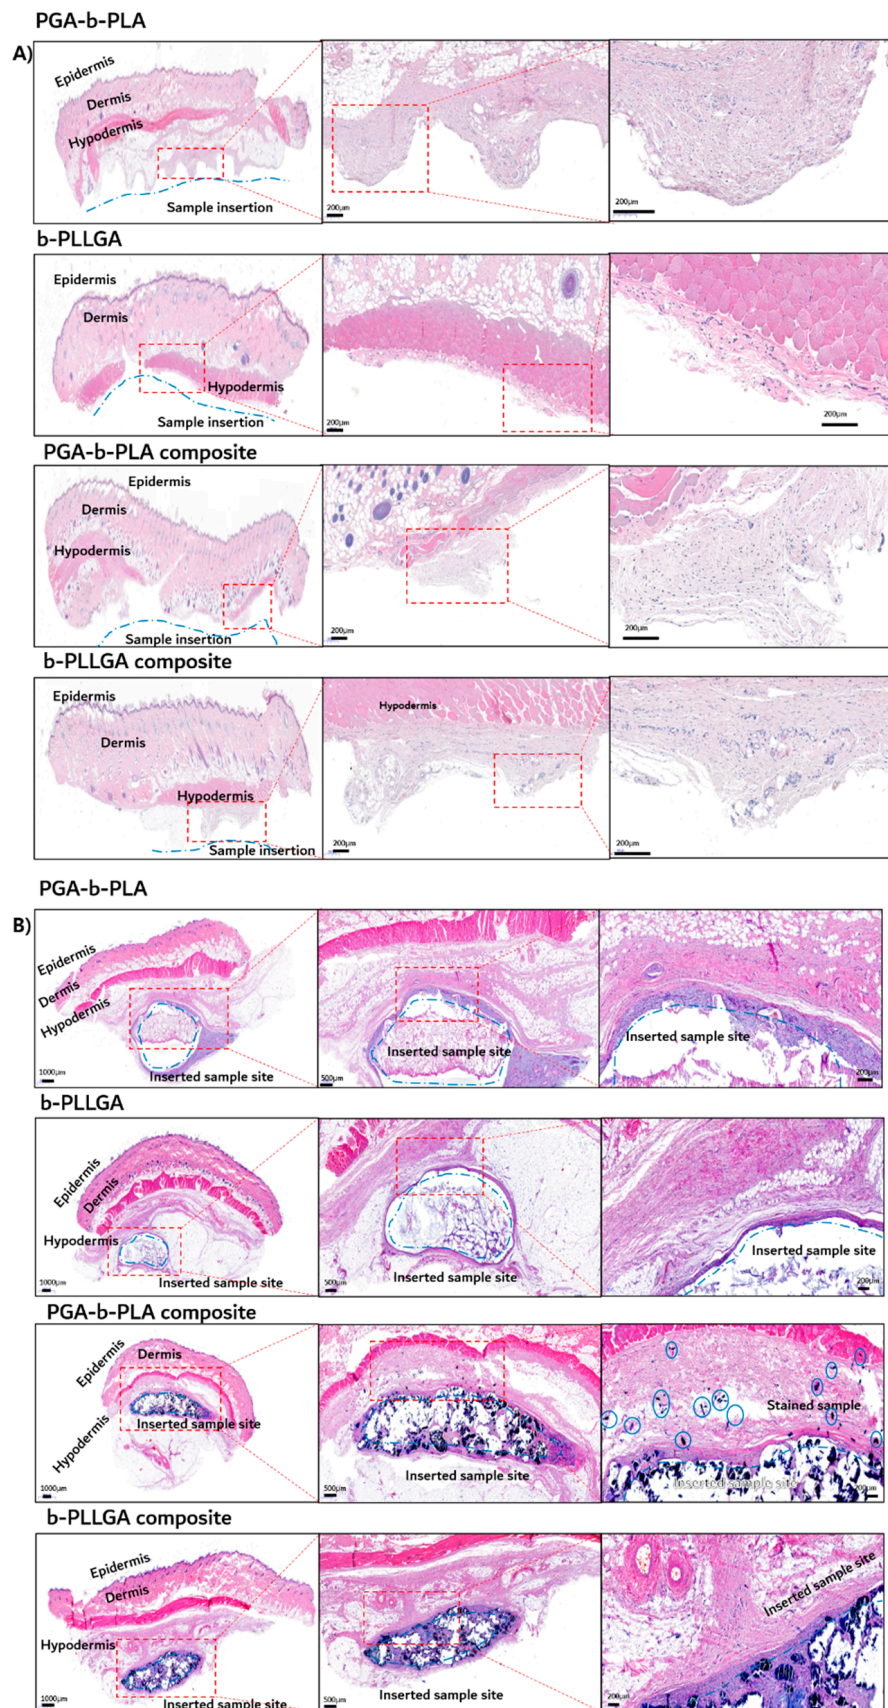 PGA-b-PLA
A)
Epidermis
Dermis
Hypodermis
Sample insertion
200µm
200µm
b-PLLGA
Epidermis
Dermis
Hypodermis
Sample insertion
200µm
200µm
PGA-b-PLA composite
Epidermis
Dermis
Hypodermis
Sample insertion
200µm
200µm
b-PLLGA composite
Epidermis
Dermis
Hypodermis
Sample insertion
Hypodermis
200µm
200µm
PGA-b-PLA
B)
Epidermis
Dermis
Hypodermis
1000µm
Inserted sample site
Inserted sample site
500µm
Inserted sample site
200µm
b-PLLGA
Epidermis
Dermis
Hypodermis
1000µm
Inserted sample site
500µm
Inserted sample site
Inserted sample site
200µm
PGA-b-PLA composite
Epidermis
Dermis
Inserted sample site
Hypodermis
1000µm
Inserted sample site
500µm
Stained sample
Inserted sample site
200µm
b-PLLGA composite
Epidermis
Dermis
Hypodermis
1000µm
Inserted sample site
500µm
Inserted sample site
Inserted sample site
200µm